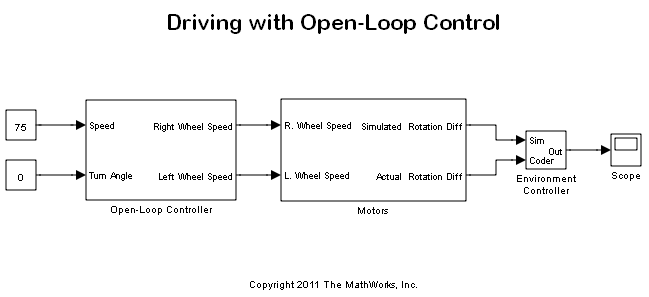 Driving with Open-Loop Control
75
Speed
Right Wheel Speed
R. Wheel Speed
Simulated Rotation Diff
Sim
Out
Coder
0
Turn Angle
Left Wheel Speed
L. Wheel Speed
Actual Rotation Diff
Environment
Controller
Scope
Open-Loop Controller
Motors
Copyright 2011 The MathWorks, Inc.